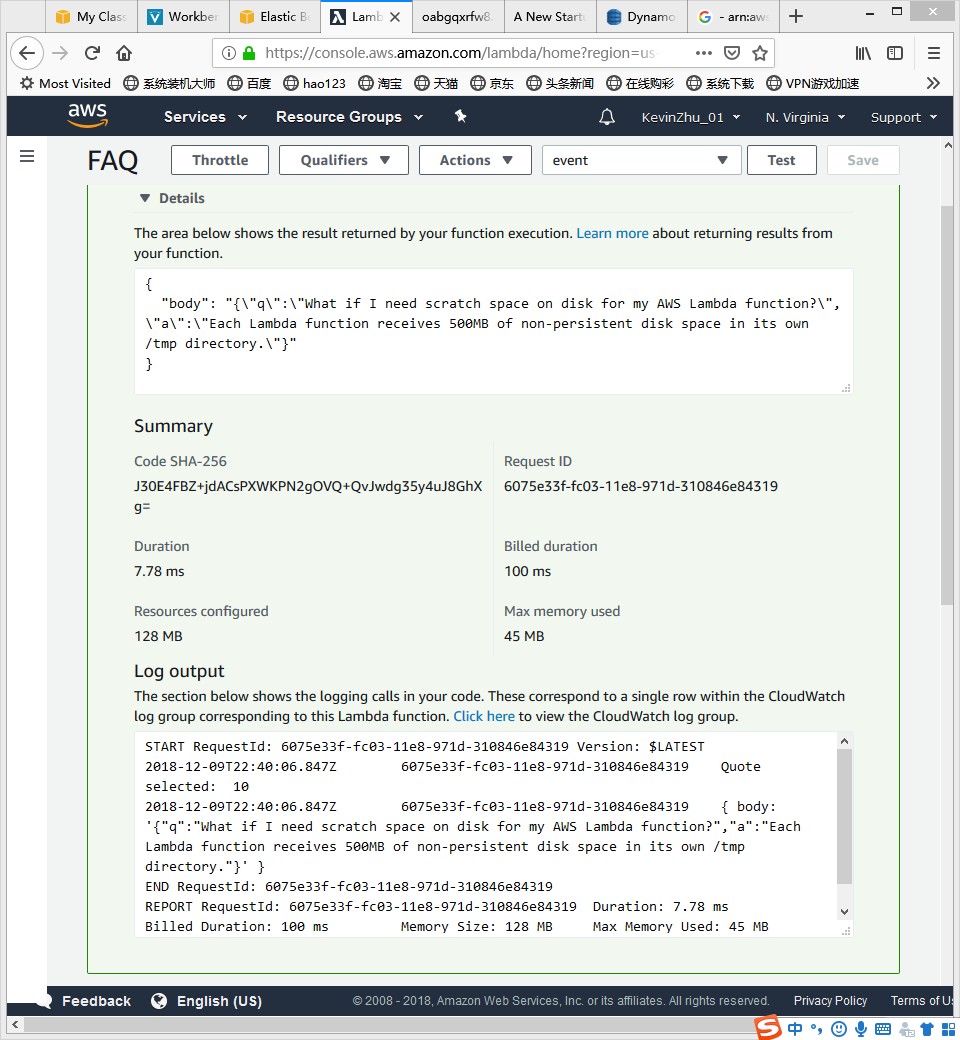 My Class
Workben
Elastic B
Lamb
oabgqxrfw8.
A New Start
Dynamo
- arn:aws
https://console.aws.amazon.com/lambda/home?region=us
Most Visited 系统装机大师 百度 hao123 淘宝 天猫 京东 头条新闻 在线购彩 系统下载 VPN游戏加速
aws Services Resource Groups KevinZhu_01 N. Virginia Support
FAQ Throttle Qualifiers Actions event Test Save
Details
The area below shows the result returned by your function execution. Learn more about returning results from
your function.
{
"body": "{\"q\":\"What if I need scratch space on disk for my AWS Lambda function?\",
\"a\":\"Each Lambda function receives 500MB of non-persistent disk space in its own
/tmp directory.\"}"
}
Summary
Code SHA-256
J30E4FBZ+jdACsPXWKPN2gOVQ+QvJwdg35y4uJ8GhX
g=
Request ID
6075e33f-fc03-11e8-971d-310846e84319
Duration
7.78 ms
Billed duration
100 ms
Resources configured
128 MB
Max memory used
45 MB
Log output
The section below shows the logging calls in your code. These correspond to a single row within the CloudWatch
log group corresponding to this Lambda function. Click here to view the CloudWatch log group.
START RequestId: 6075e33f-fc03-11e8-971d-310846e84319 Version: $LATEST
2018-12-09T22:40:06.847Z 6075e33f-fc03-11e8-971d-310846e84319 Quote
selected: 10
2018-12-09T22:40:06.847Z 6075e33f-fc03-11e8-971d-310846e84319 { body:
'{"q":"What if I need scratch space on disk for my AWS Lambda function?","a":"Each
Lambda function receives 500MB of non-persistent disk space in its own /tmp
directory."}' }
END RequestId: 6075e33f-fc03-11e8-971d-310846e84319
REPORT RequestId: 6075e33f-fc03-11e8-971d-310846e84319 Duration: 7.78 ms
Billed Duration: 100 ms Memory Size: 128 MB Max Memory Used: 45 MB
Feedback English (US) © 2008 - 2018, Amazon Web Services, Inc. or its affiliates. All rights reserved. Privacy Policy Terms of Us
S 中